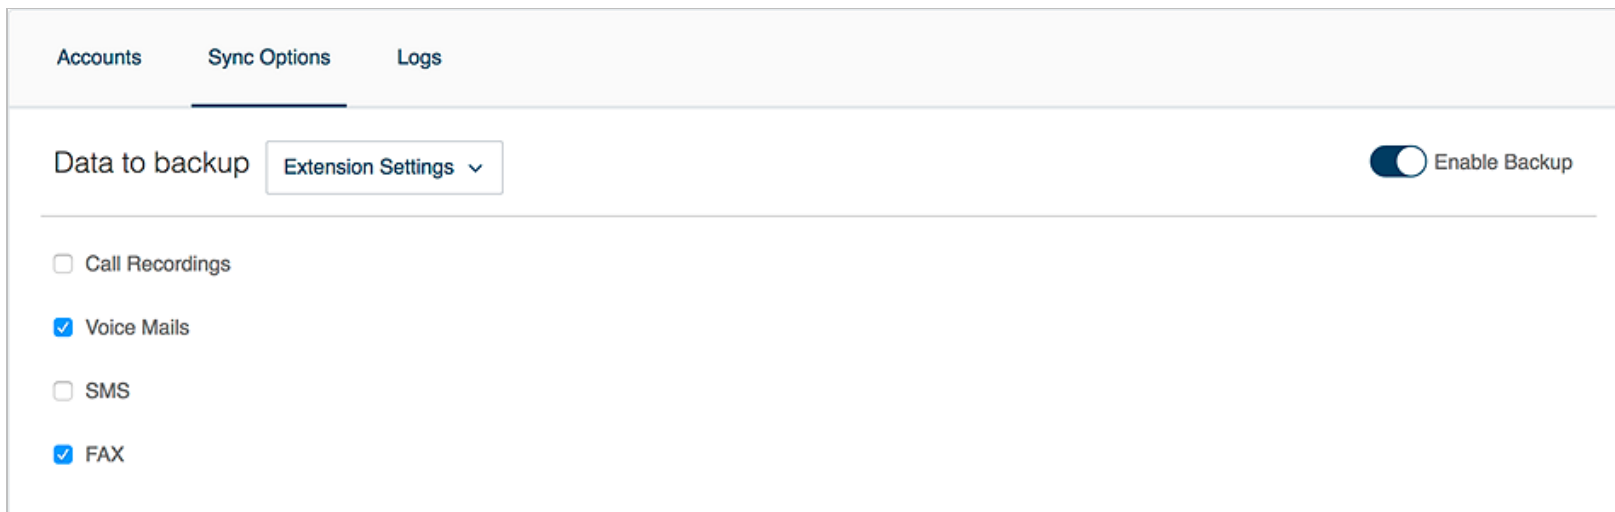 Accounts Sync Options Logs
Data to backup Extension Settings Enable Backup
Call Recordings
Voice Mails
SMS
FAX